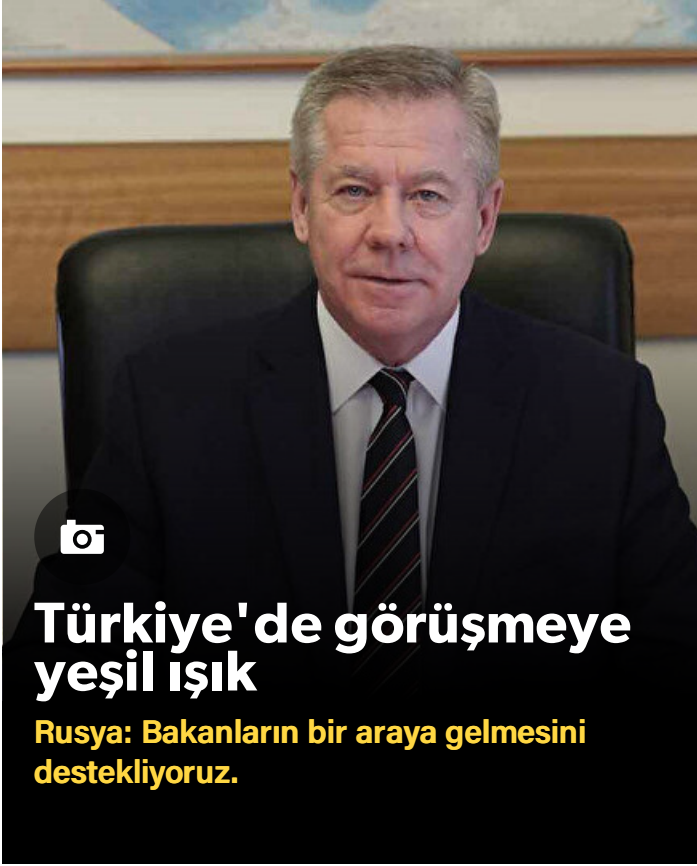 Türkiye'de görüşmeye
yeşil ışık
Rusya: Bakanların bir araya gelmesini
destekliyoruz.